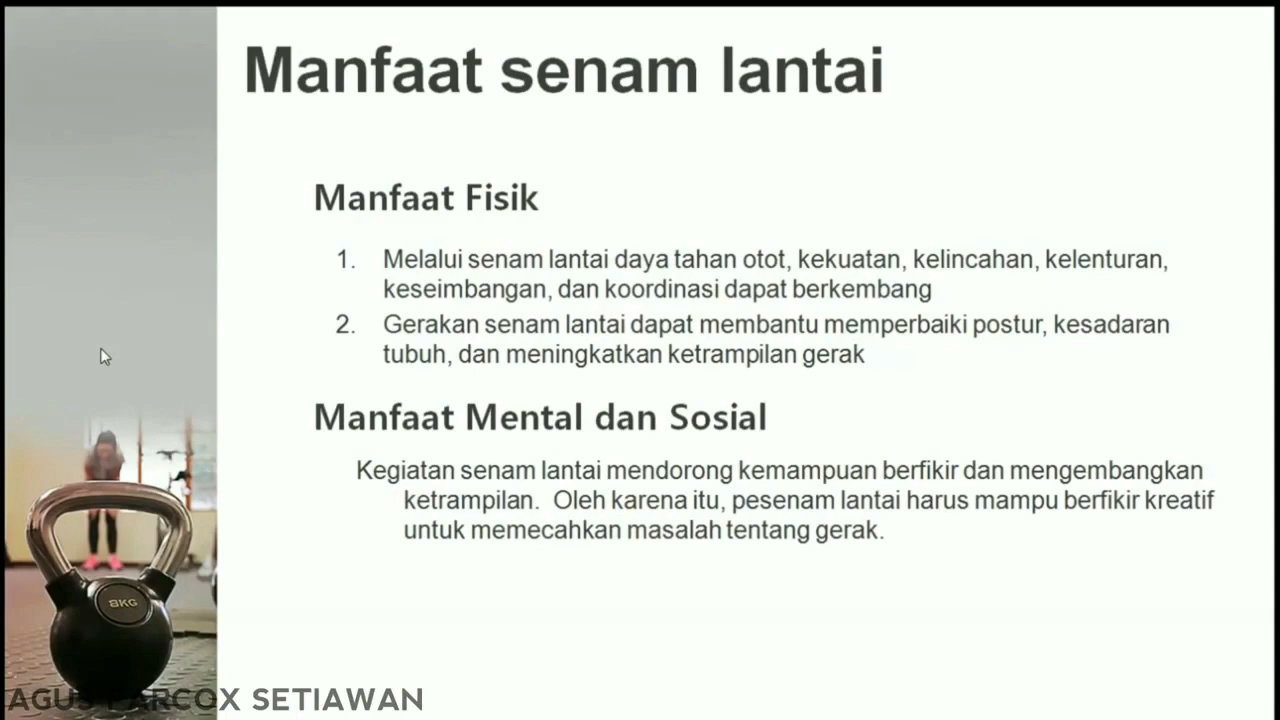 Manfaat senam lantai
Manfaat Fisik
1. Melalui senam lantai daya tahan otot, kekuatan, kelincahan, kelenturan,
keseimbangan, dan koordinasi dapat berkembang
2. Gerakan senam lantai dapat membantu memperbaiki postur, kesadaran
tubuh, dan meningkatkan ketrampilan gerak
Manfaat Mental dan Sosial
Kegiatan senam lantai mendorong kemampuan berfikir dan mengembangkan
ketrampilan. Oleh karena itu, pesenam lantai harus mampu berfikir kreatif
untuk memecahkan masalah tentang gerak.
8KG
AGUS PARCOX SETIAWAN